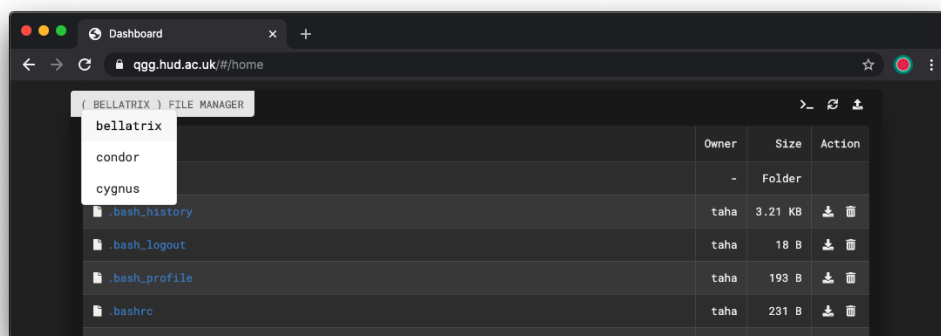 Dashboard
qgg.hud.ac.uk/#/home
( BELLATRIX ) FILE MANAGER
bellatrix
condor
cygnus
Owner Size Action
- Folder
.bash_history taha 3.21 KB
.bash_logout taha 18 B
.bash_profile taha 193 B
.bashrc taha 231 B